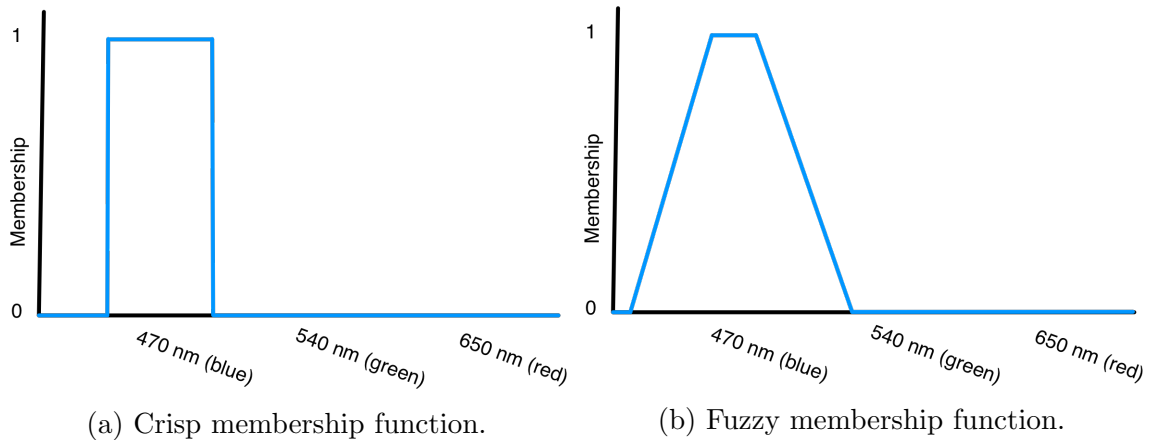 1
Membership
0
470 nm (blue)
540 nm (green)
650 nm (red)
(a) Crisp membership function.
1
Membership
0
470 nm (blue)
540 nm (green)
650 nm (red)
(b) Fuzzy membership function.